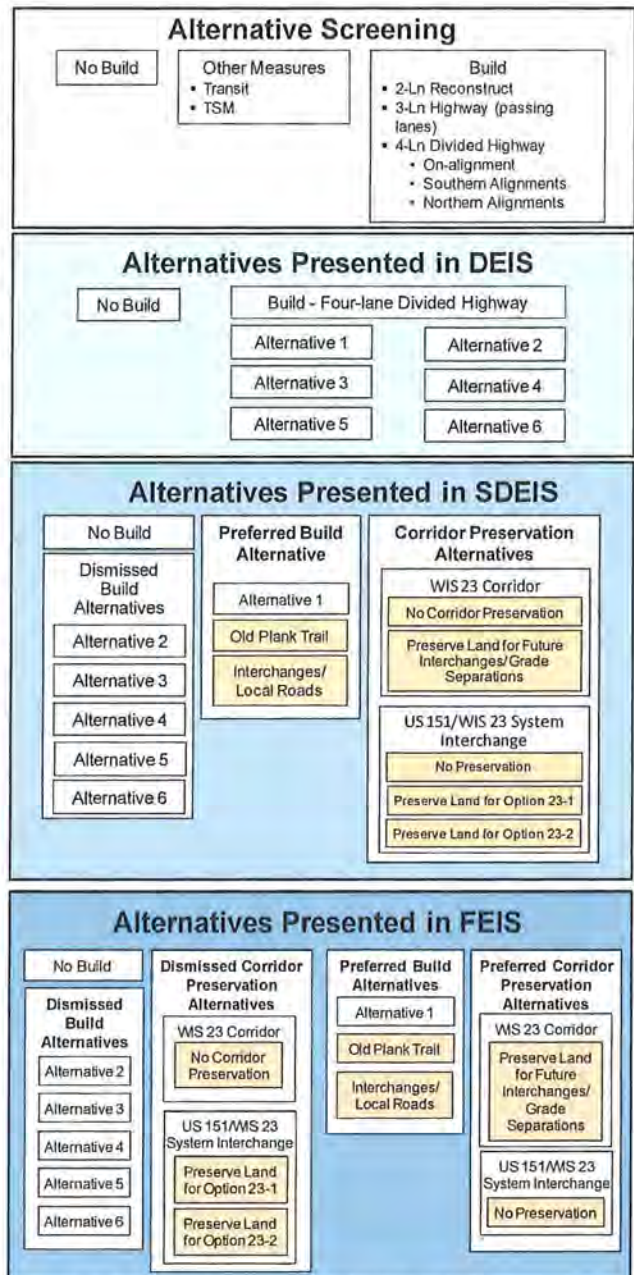 Alternative Screening
No Build
Other Measures
▪ Transit
▪ TSM
Build
▪ 2-Ln Reconstruct
▪ 3-Ln Highway (passing
lanes)
▪ 4-Ln Divided Highway
▪ On-alignment
▪ Southern Alignments
▪ Northern Alignments
Alternatives Presented in DEIS
No Build
Build - Four-lane Divided Highway
Alternative 1
Alternative 2
Alternative 3
Alternative 4
Alternative 5
Alternative 6
Alternatives Presented in SDEIS
No Build
Dismissed
Build
Alternatives
Alternative 2
Alternative 3
Alternative 4
Alternative 5
Alternative 6
Preferred Build
Alternative
Alternative 1
Old Plank Trail
Interchanges/
Local Roads
Corridor Preservation
Alternatives
WIS 23 Corridor
No Corridor Preservation
Preserve Land for Future
Interchanges/Grade
Separations
US 151/WIS 23 System
Interchange
No Preservation
Preserve Land for Option 23-1
Preserve Land for Option 23-2
Alternatives Presented in FEIS
No Build
Dismissed
Build
Alternatives
Alternative 2
Alternative 3
Alternative 4
Alternative 5
Alternative 6
Dismissed Corridor
Preservation
Alternatives
WIS 23 Corridor
No Corridor
Preservation
US 151/WIS 23
System Interchange
Preserve Land
for Option 23-1
Preserve Land
for Option 23-2
Preferred Build
Alternatives
Alternative 1
Old Plank Trail
Interchanges/
Local Roads
Preferred Corridor
Preservation
Alternatives
WIS 23 Corridor
Preserve Land
for Future
Interchanges/
Grade
Separations
US 151/WIS 23
System Interchange
No Preservation